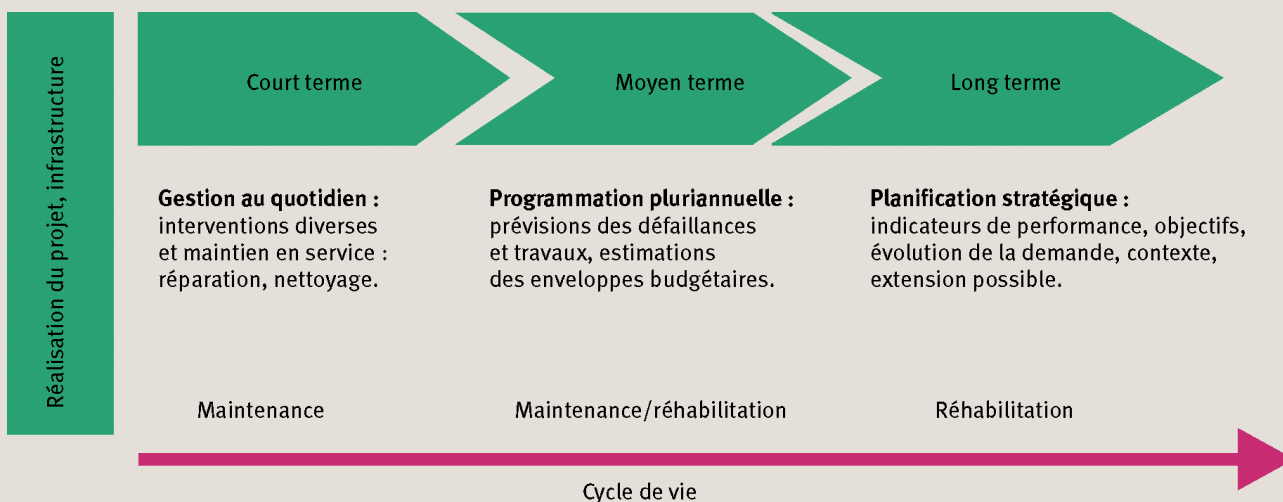 Réalisation du projet, infrastructure
Court terme
Moyen terme
Long terme
Gestion au quotidien :
interventions diverses
et maintien en service :
réparation, nettoyage.
Programmation pluriannuelle :
prévisions des défaillances
et travaux, estimations
des enveloppes budgétaires.
Planification stratégique :
indicateurs de performance, objectifs,
évolution de la demande, contexte,
extension possible.
Maintenance
Maintenance/réhabilitation
Réhabilitation
Cycle de vie